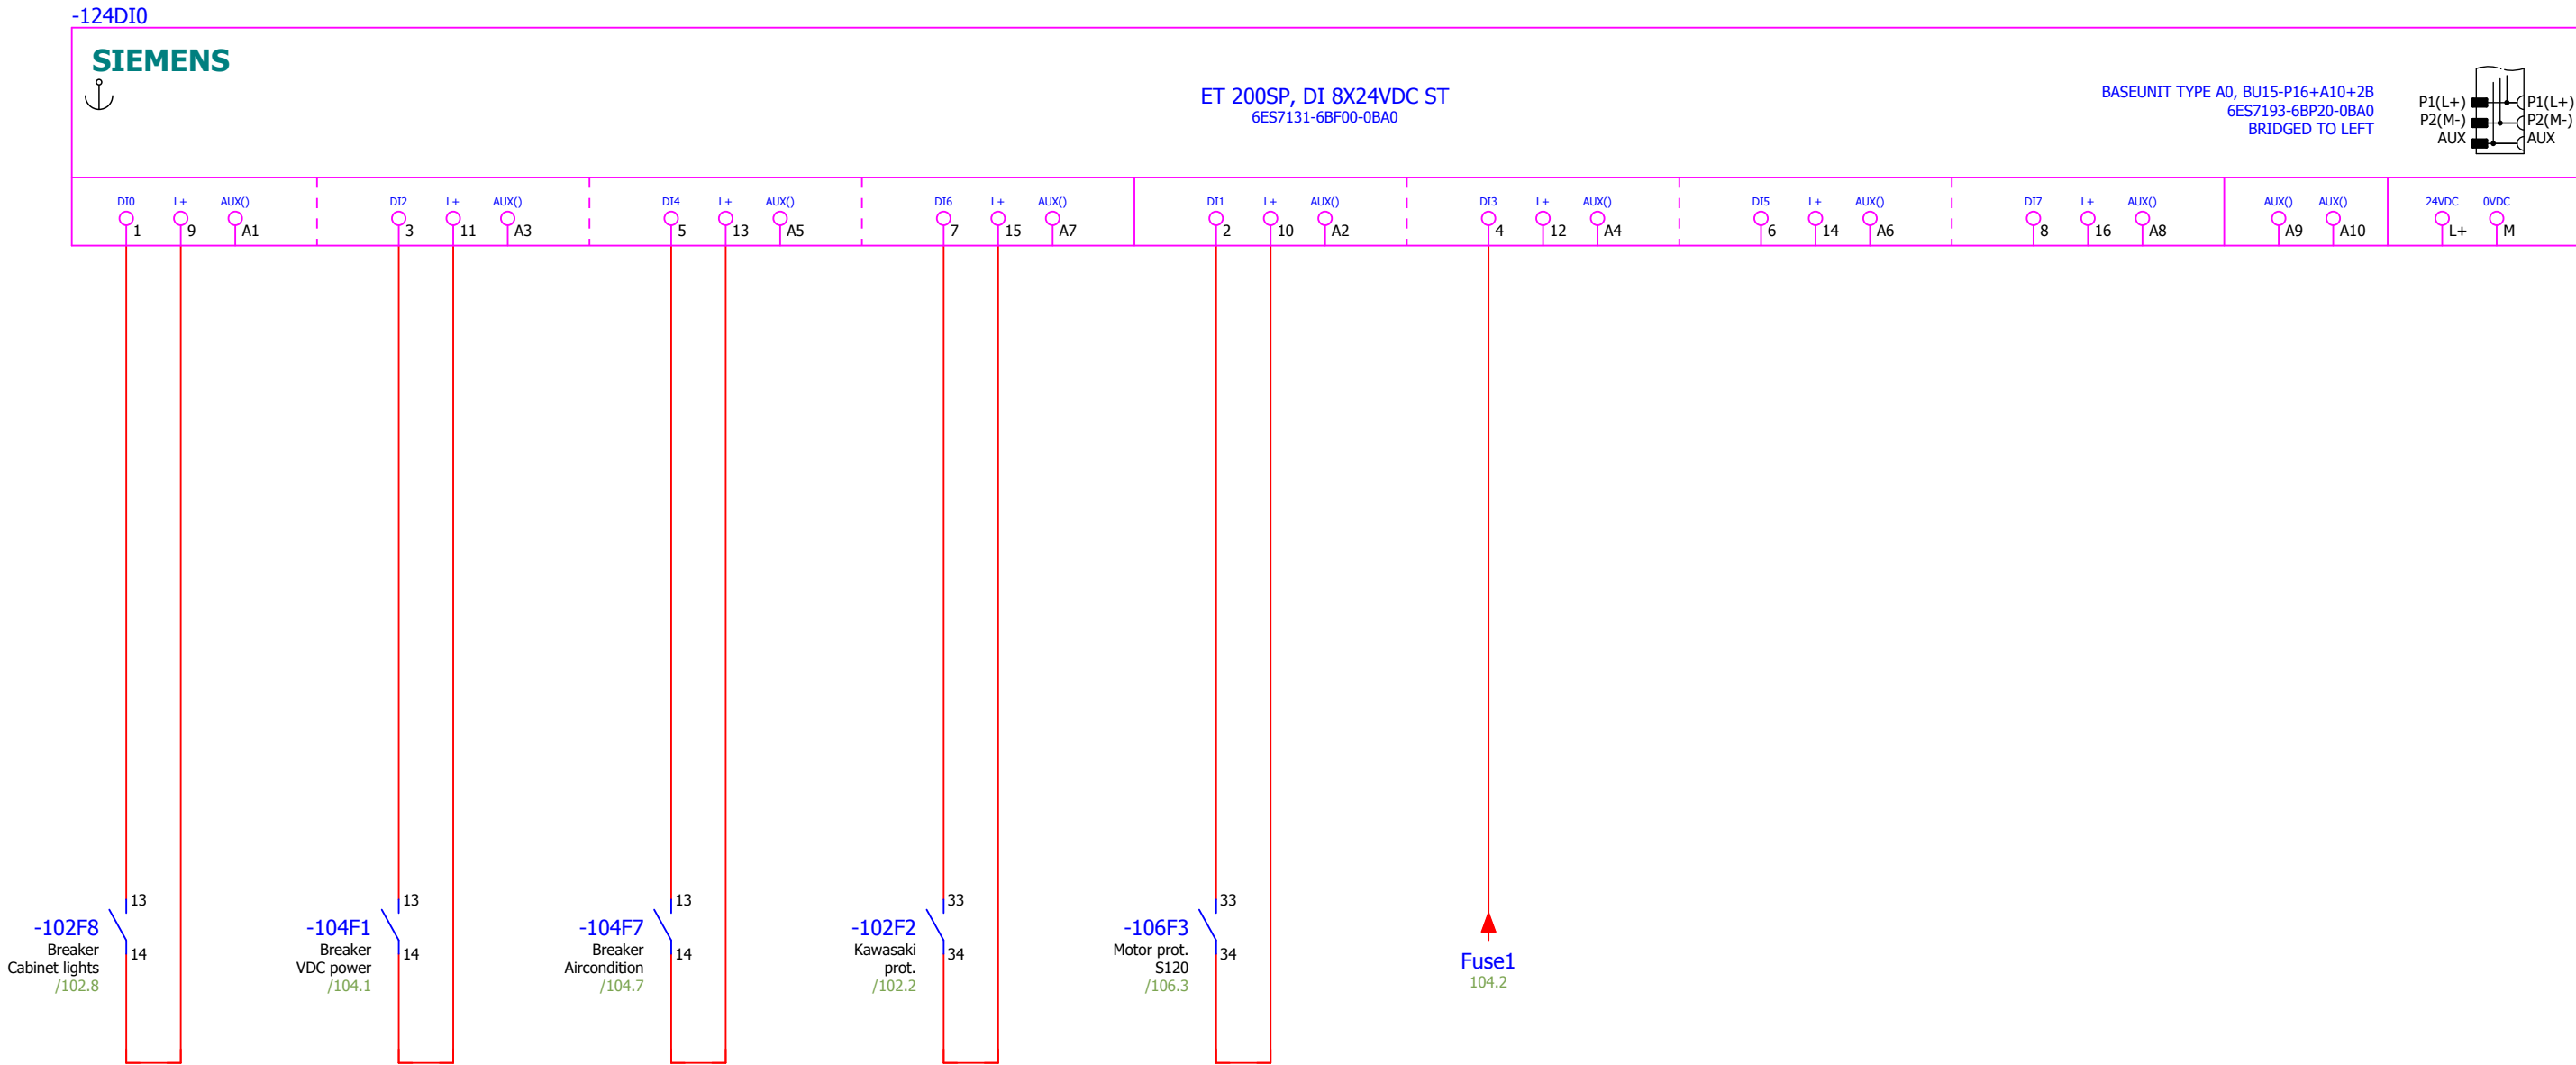 -124DI0
SIEMENS
ET 200SP, DI 8X24VDC ST
6ES7131-6BF00-0BA0
BASEUNIT TYPE A0, BU15-P16+A10+2B
6ES7193-6BP20-0BA0
BRIDGED TO LEFT
P1(L+) P1(L+)
P2(M-) P2(M-)
AUX AUX
DI0 L+ AUX() DI2 L+ AUX() DI4 L+ AUX() DI6 L+ AUX() DI1 L+ AUX() DI3 L+ AUX() DI5 L+ AUX() DI7 L+ AUX() AUX() AUX() 24VDC 0VDC
1 9 A1 3 11 A3 5 13 A5 7 15 A7 2 10 A2 4 12 A4 6 14 A6 8 16 A8 A9 A10 L+ M
13
-102F8
14
Breaker
Cabinet lights
/102.8
13
-104F1
14
Breaker
VDC power
/104.1
13
-104F7
14
Breaker
Aircondition
/104.7
33
-102F2
34
Kawasaki
prot.
/102.2
33
-106F3
34
Motor prot.
S120
/106.3
Fuse1
104.2